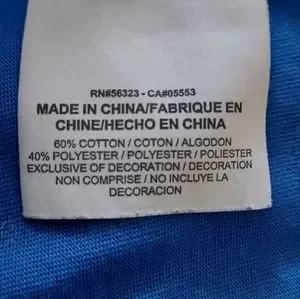 RN#56323 - CA#05553
MADE IN CHINA/FABRIQUE EN
CHINE/HECHO EN CHINA
60% COTTON / COTON / ALGODON
40% POLYESTER / POLYESTER / POLIESTER
EXCLUSIVE OF DECORATION / DECORATION
NON COMPRISE / NO INCLUYE LA
DECORACION